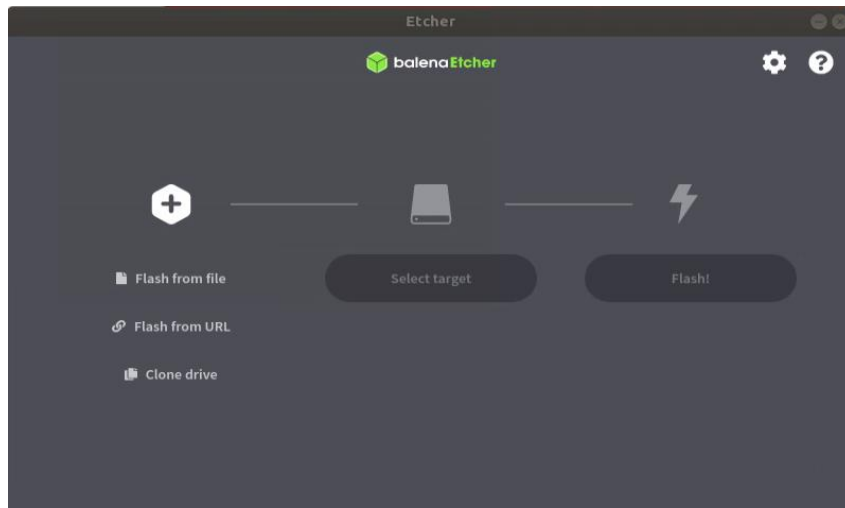 Etcher
balenaEtcher
Flash from file
Select target
Flash!
Flash from URL
Clone drive